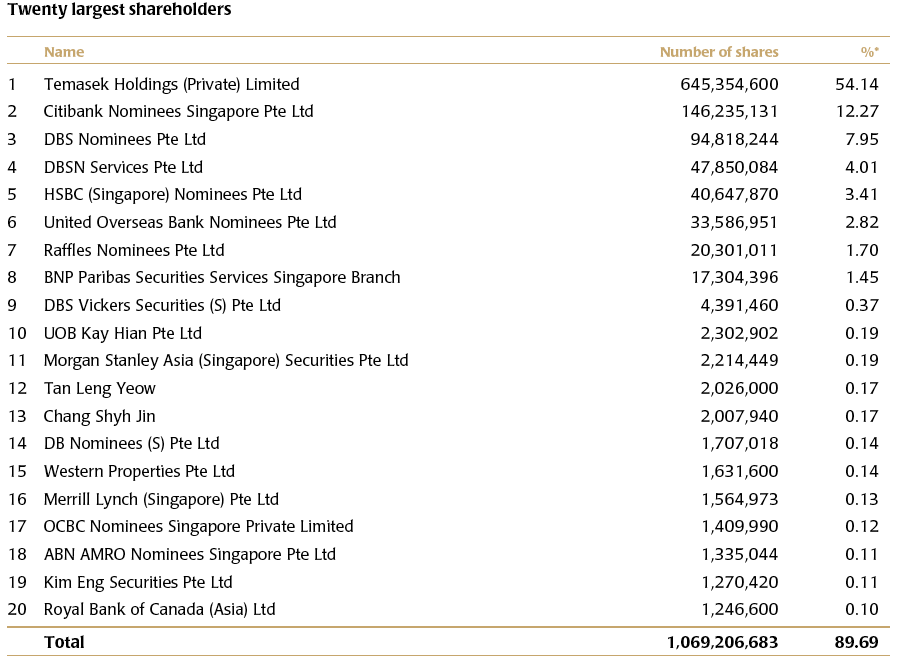 Twenty largest shareholders
Name Number of shares %*
1 Temasek Holdings (Private) Limited 645,354,600 54.14
2 Citibank Nominees Singapore Pte Ltd 146,235,131 12.27
3 DBS Nominees Pte Ltd 94,818,244 7.95
4 DBSN Services Pte Ltd 47,850,084 4.01
5 HSBC (Singapore) Nominees Pte Ltd 40,647,870 3.41
6 United Overseas Bank Nominees Pte Ltd 33,586,951 2.82
7 Raffles Nominees Pte Ltd 20,301,011 1.70
8 BNP Paribas Securities Services Singapore Branch 17,304,396 1.45
9 DBS Vickers Securities (S) Pte Ltd 4,391,460 0.37
10 UOB Kay Hian Pte Ltd 2,302,902 0.19
11 Morgan Stanley Asia (Singapore) Securities Pte Ltd 2,214,449 0.19
12 Tan Leng Yeow 2,026,000 0.17
13 Chang Shyh Jin 2,007,940 0.17
14 DB Nominees (S) Pte Ltd 1,707,018 0.14
15 Western Properties Pte Ltd 1,631,600 0.14
16 Merrill Lynch (Singapore) Pte Ltd 1,564,973 0.13
17 OCBC Nominees Singapore Private Limited 1,409,990 0.12
18 ABN AMRO Nominees Singapore Pte Ltd 1,335,044 0.11
19 Kim Eng Securities Pte Ltd 1,270,420 0.11
20 Royal Bank of Canada (Asia) Ltd 1,246,600 0.10
Total 1,069,206,683 89.69